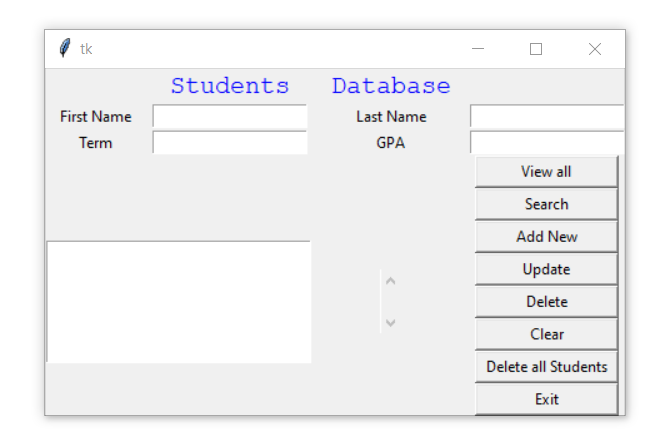 tk
Students Database
First Name Last Name
Term GPA
View all
Search
Add New
Update
Delete
Clear
Delete all Students
Exit